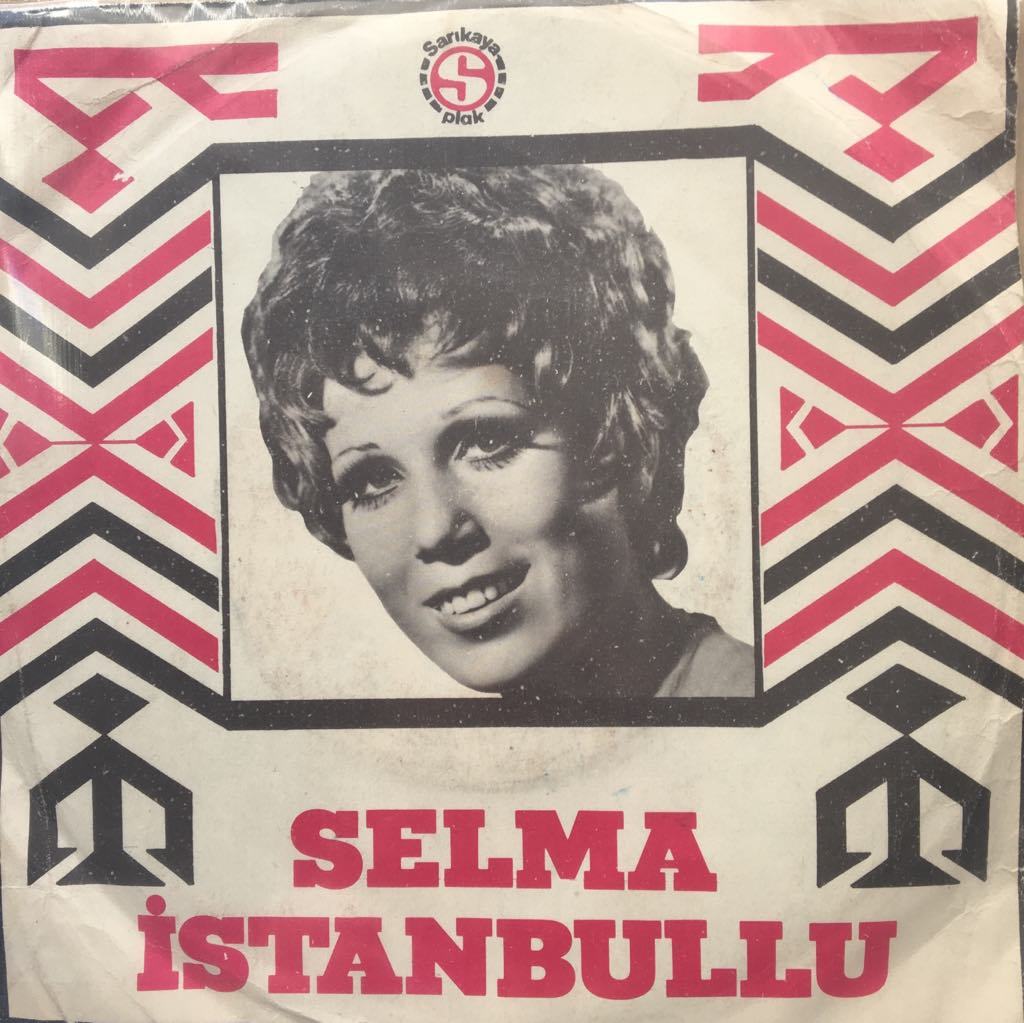 Sarıkaya
S
plak
SELMA
İSTANBULLU